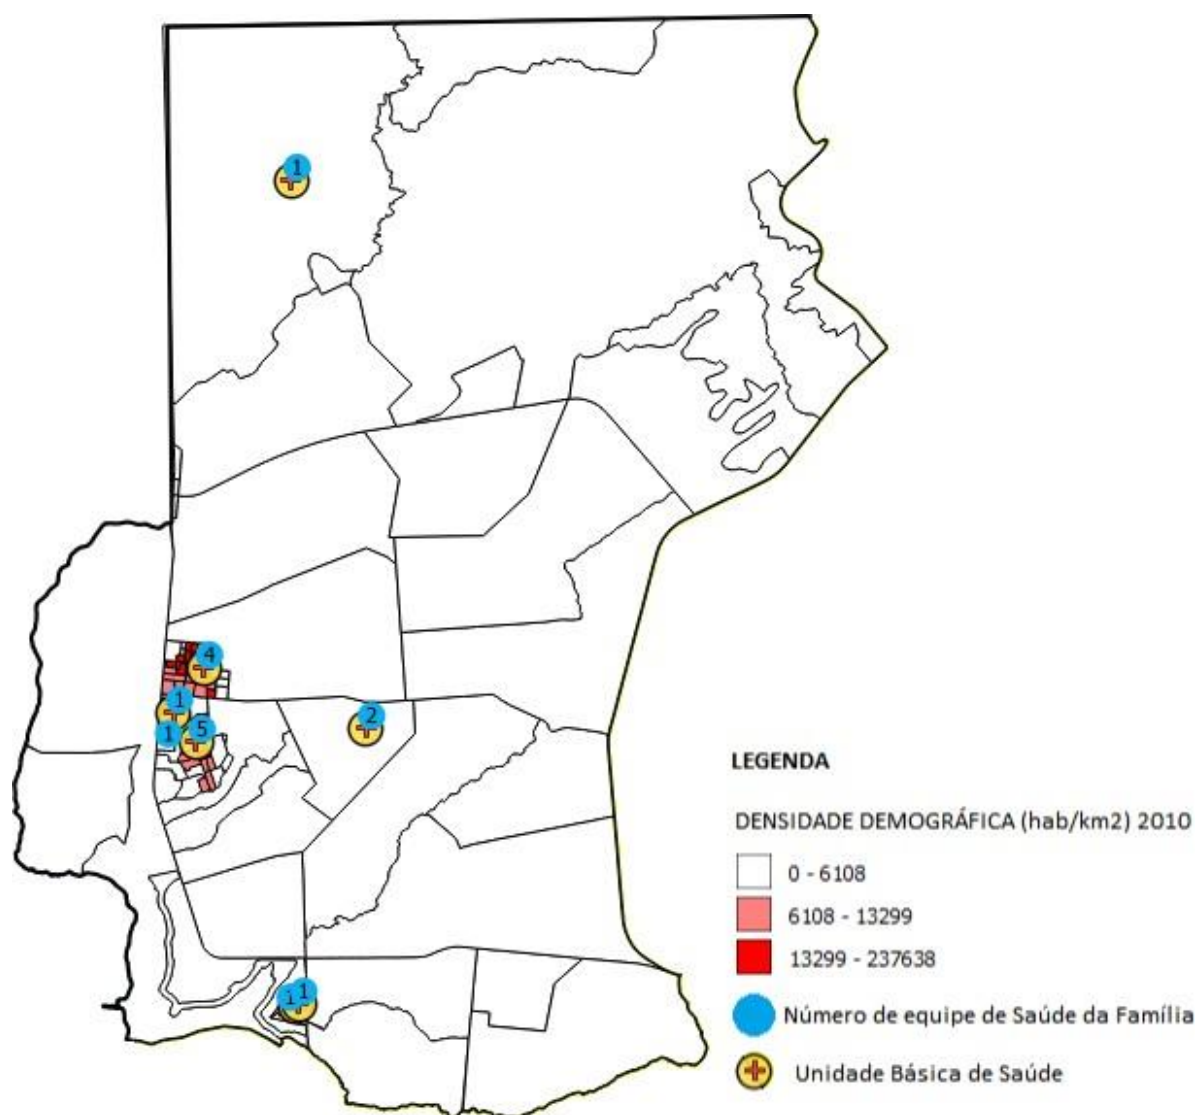 1
4
1
2
1
5
LEGENDA
DENSIDADE DEMOGRÁFICA (hab/km2) 2010
0 - 6108
6108 - 13299
13299 - 237638
1
1
Número de equipe de Saúde da Família
Unidade Básica de Saúde